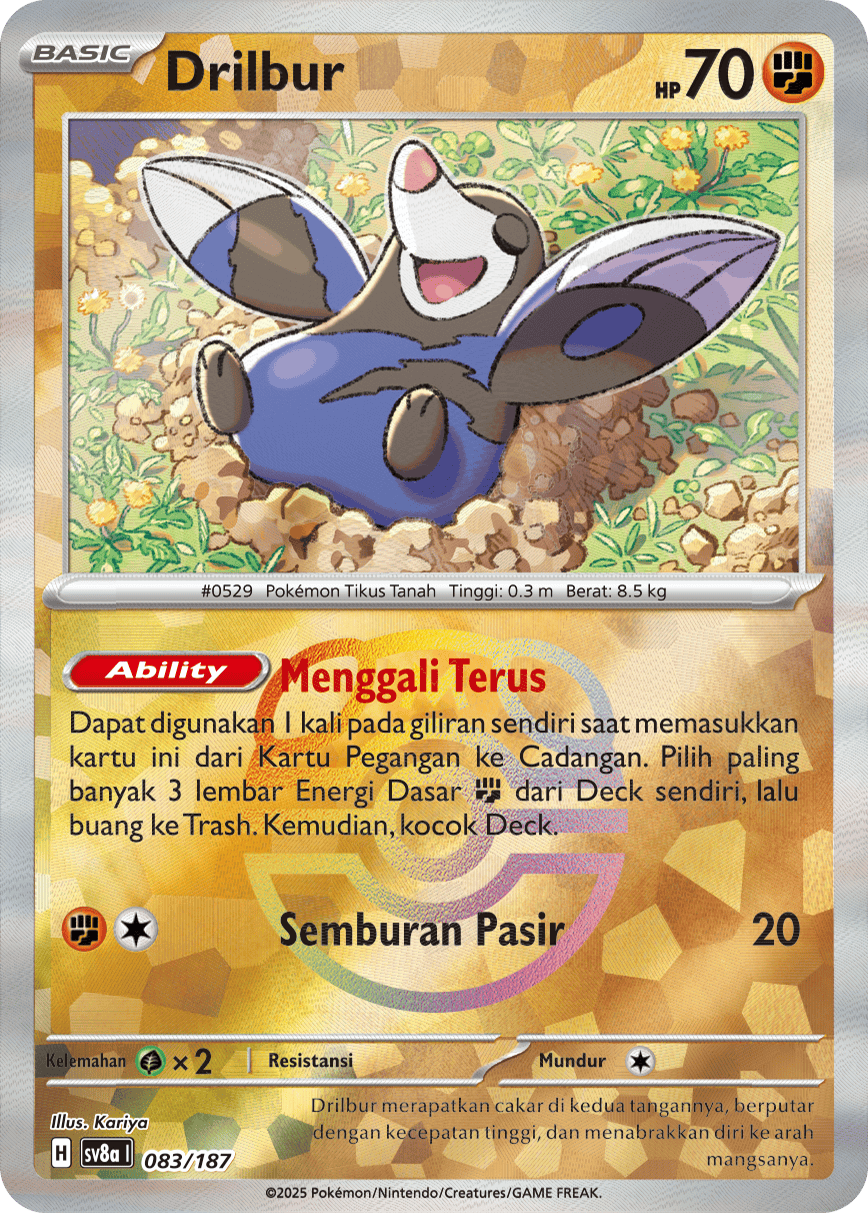 BASIC Drilbur HP 70
#0529 Pokémon Tikus Tanah Tinggi: 0.3 m Berat: 8.5 kg
Ability Menggali Terus
Dapat digunakan 1 kali pada giliran sendiri saat memasukkan
kartu ini dari Kartu Pegangan ke Cadangan. Pilih paling
banyak 3 lembar Energi Dasar dari Deck sendiri, lalu
buang ke Trash. Kemudian, kocok Deck.
Semburan Pasir 20
Kelemahan ×2 Resistansi Mundur
Illus. Kariya
Drilbur merapatkan cakar di kedua tangannya, berputar
dengan kecepatan tinggi, dan menabrakkan diri ke arah
mangsanya.
H sv8a I 083/187
©2025 Pokémon/Nintendo/Creatures/GAME FREAK.